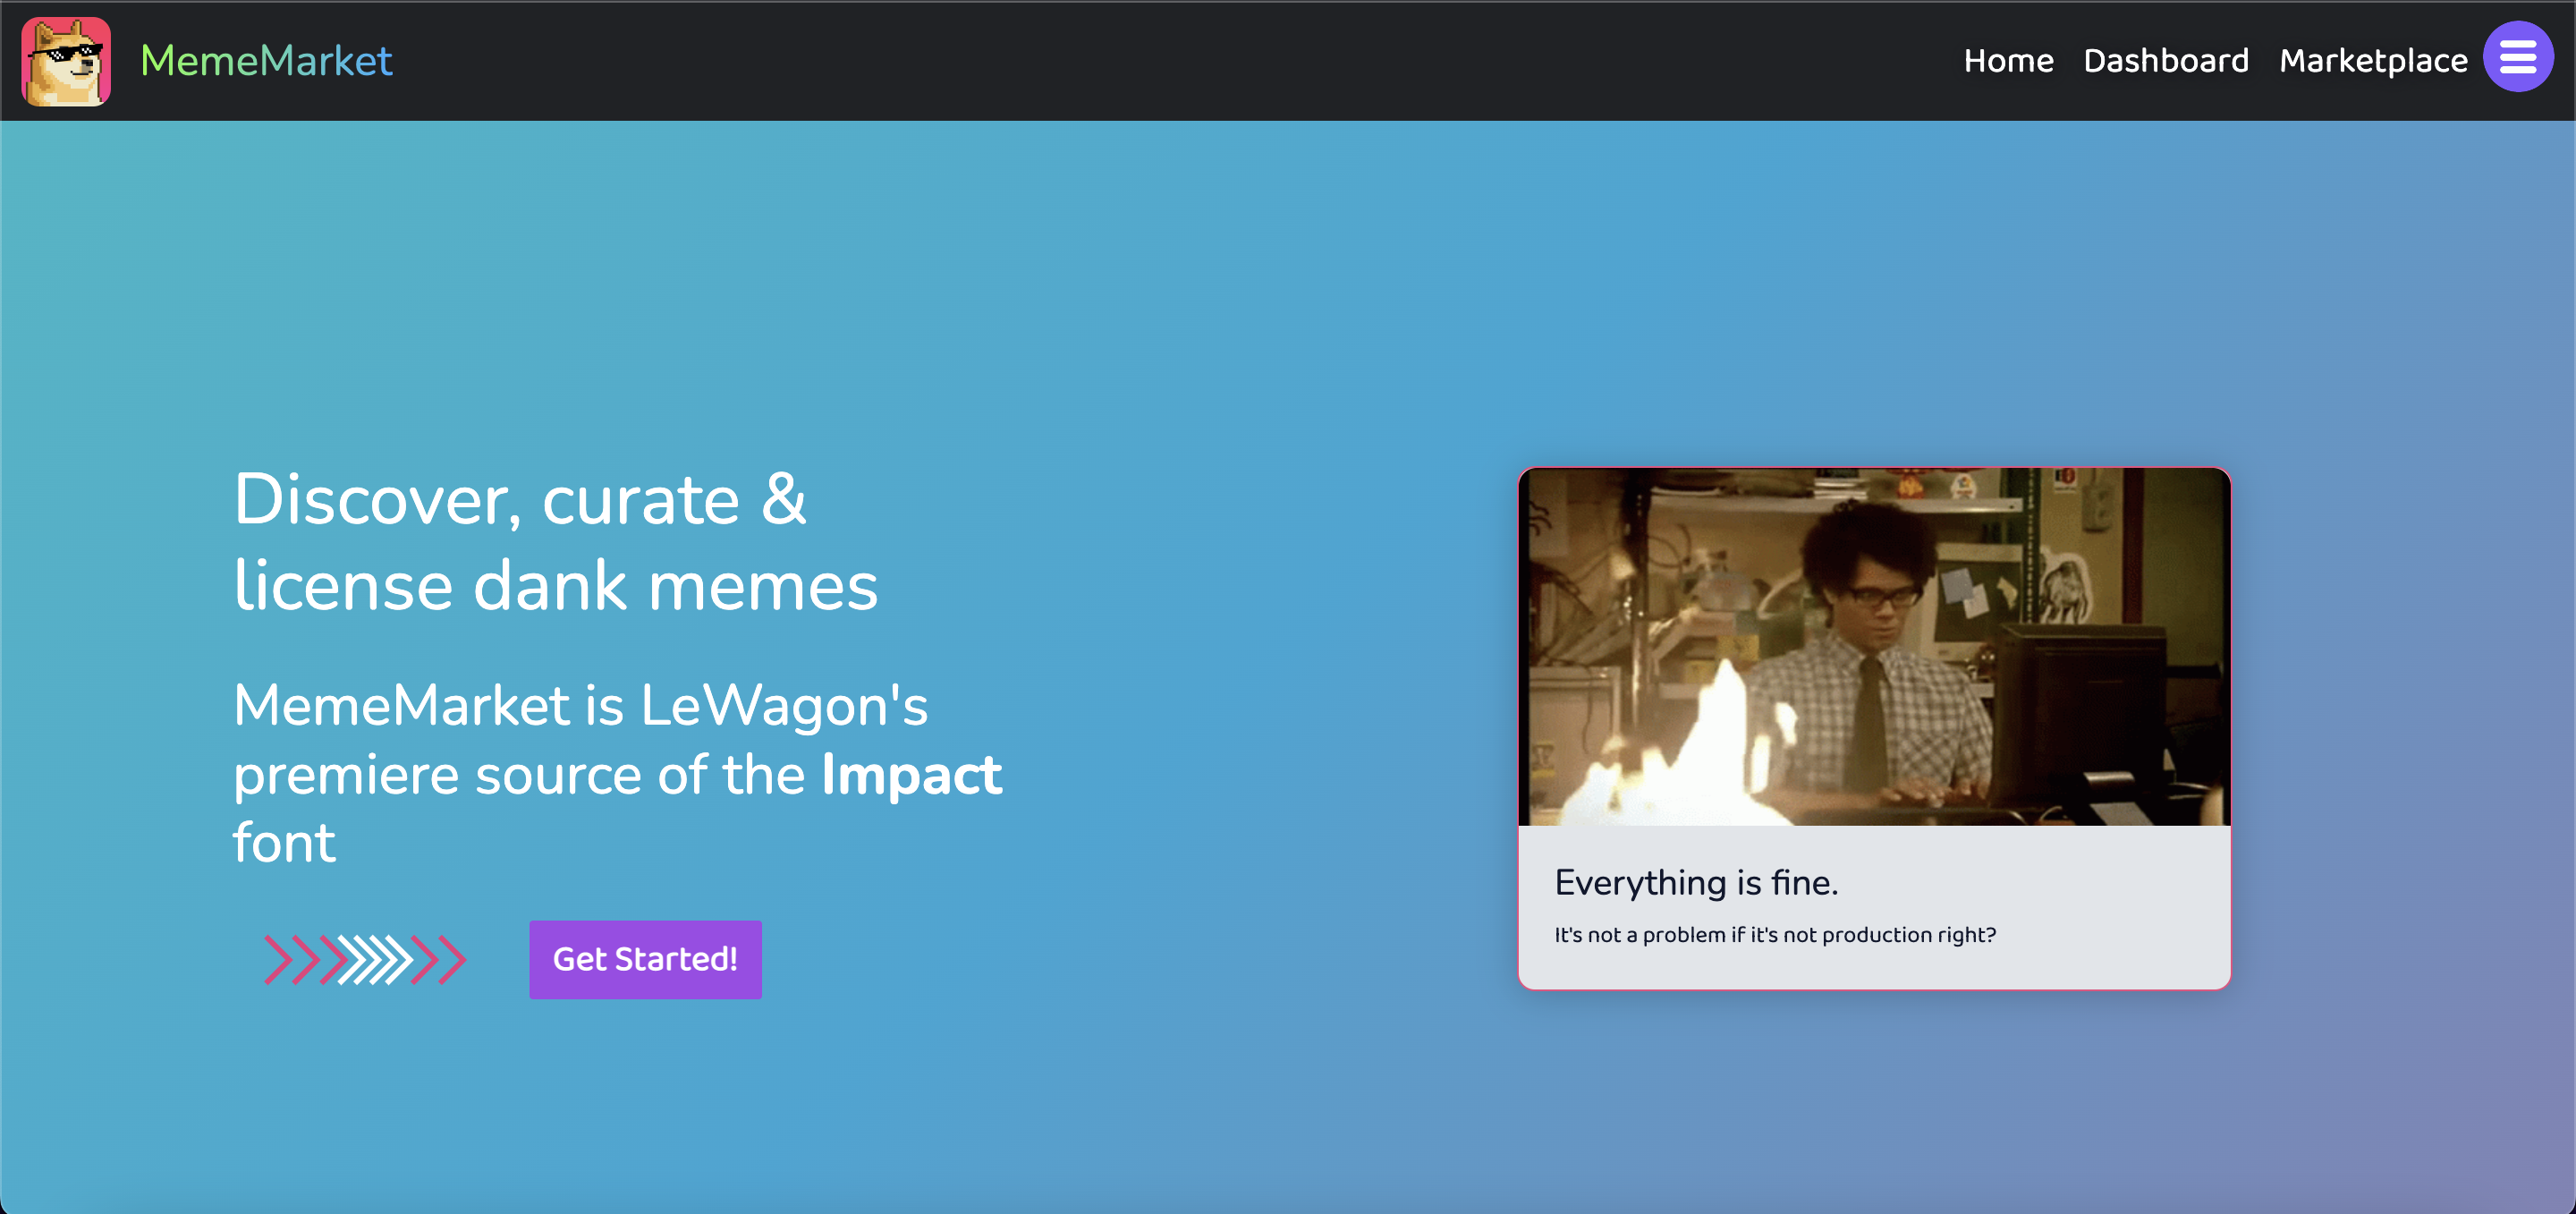 MemeMarket
Home Dashboard Marketplace
Discover, curate &
license dank memes
MemeMarket is LeWagon's
premiere source of the Impact
font
Get Started!
Everything is fine.
It's not a problem if it's not production right?